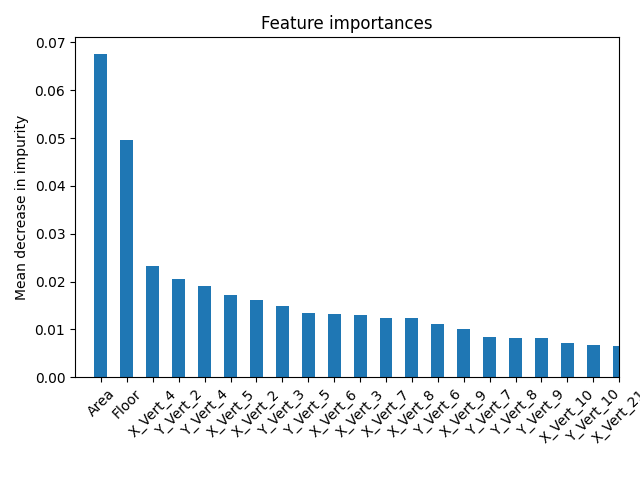 Feature importances
Mean decrease in impurity
0.07
0.06
0.05
0.04
0.03
0.02
0.01
0.00
Area
Floor
X_Vert_4
Y_Vert_2
Y_Vert_4
X_Vert_5
X_Vert_2
Y_Vert_3
Y_Vert_5
X_Vert_6
X_Vert_3
X_Vert_7
X_Vert_8
Y_Vert_6
X_Vert_9
Y_Vert_7
Y_Vert_8
Y_Vert_9
X_Vert_10
Y_Vert_10
X_Vert_21